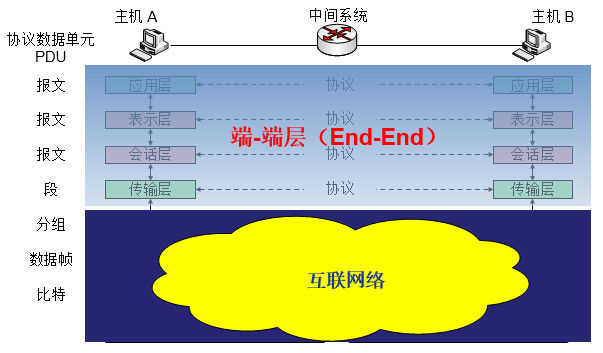 主机 A
中间系统
主机 B
协议数据单元
PDU
报文
应用层
协议
应用层
报文
表示层
协议
表示层
端-端层（End-End）
报文
会话层
协议
会话层
段
传输层
协议
传输层
分组
数据帧
互联网络
比特